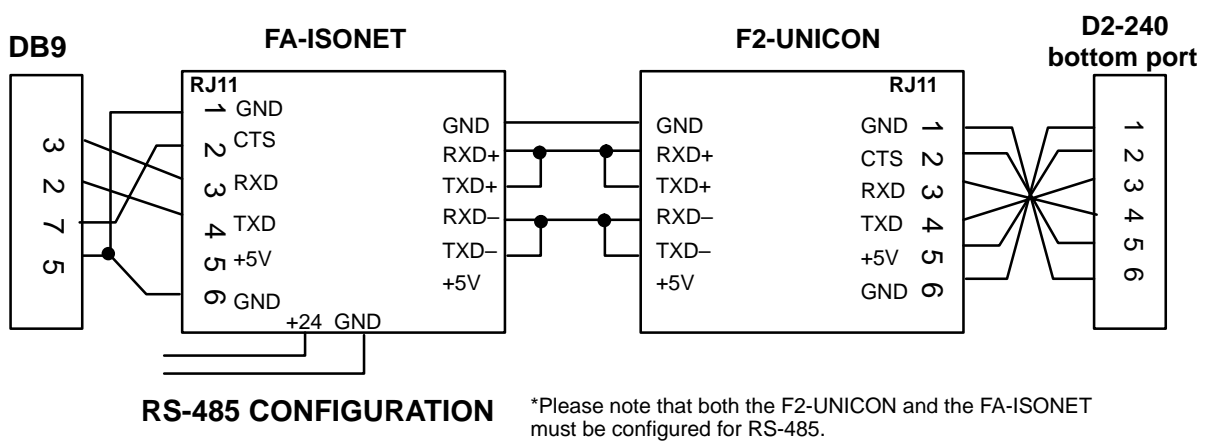 DB9
FA-ISONET
F2-UNICON
D2-240
bottom port
3
2
7
5
RJ11
1 GND
2 CTS
3 RXD
4 TXD
5 +5V
6 GND
+24 GND
GND
RXD+
TXD+
RXD–
TXD–
+5V
GND
RXD+
TXD+
RXD–
TXD–
+5V
RJ11
GND 1
CTS 2
RXD 3
TXD 4
+5V 5
GND 6
1
2
3
4
5
6
RS-485 CONFIGURATION
*Please note that both the F2-UNICON and the FA-ISONET
must be configured for RS-485.